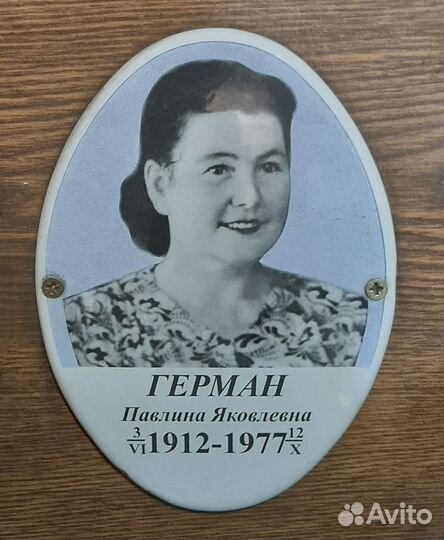 ГЕРМАН
Павлина Яковлевна
3/VI 1912-1977 12/X
Avito